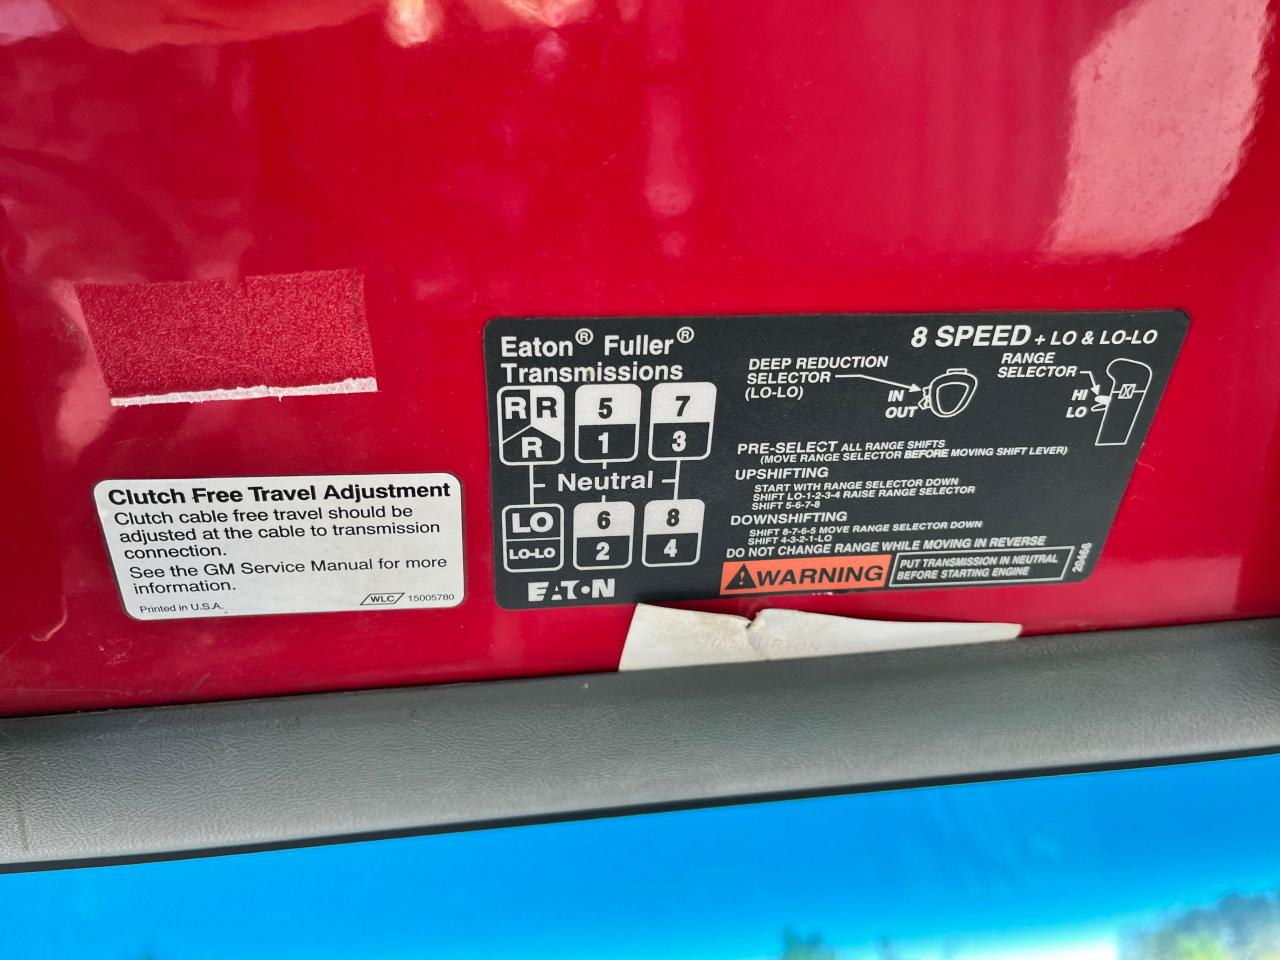 Clutch Free Travel Adjustment
Clutch cable free travel should be
adjusted at the cable to transmission
connection.
See the GM Service Manual for more
information.
Printed in U.S.A.
WLC 15005780
Eaton® Fuller®
Transmissions
R R 5 7
R 1 3
Neutral
LO 6 8
LO-LO 2 4
EATON
8 SPEED + LO & LO-LO
DEEP REDUCTION
SELECTOR
(LO-LO)
IN
OUT
RANGE
SELECTOR
HI
LO
PRE-SELECT ALL RANGE SHIFTS
(MOVE RANGE SELECTOR BEFORE MOVING SHIFT LEVER)
UPSHIFTING
START WITH RANGE SELECTOR DOWN
SHIFT LO-1-2-3-4 RAISE RANGE SELECTOR
SHIFT 5-6-7-8
DOWNSHIFTING
SHIFT 8-7-6-5 MOVE RANGE SELECTOR DOWN
SHIFT 4-3-2-1-LO
DO NOT CHANGE RANGE WHILE MOVING IN REVERSE
WARNING
PUT TRANSMISSION IN NEUTRAL
BEFORE STARTING ENGINE
20466